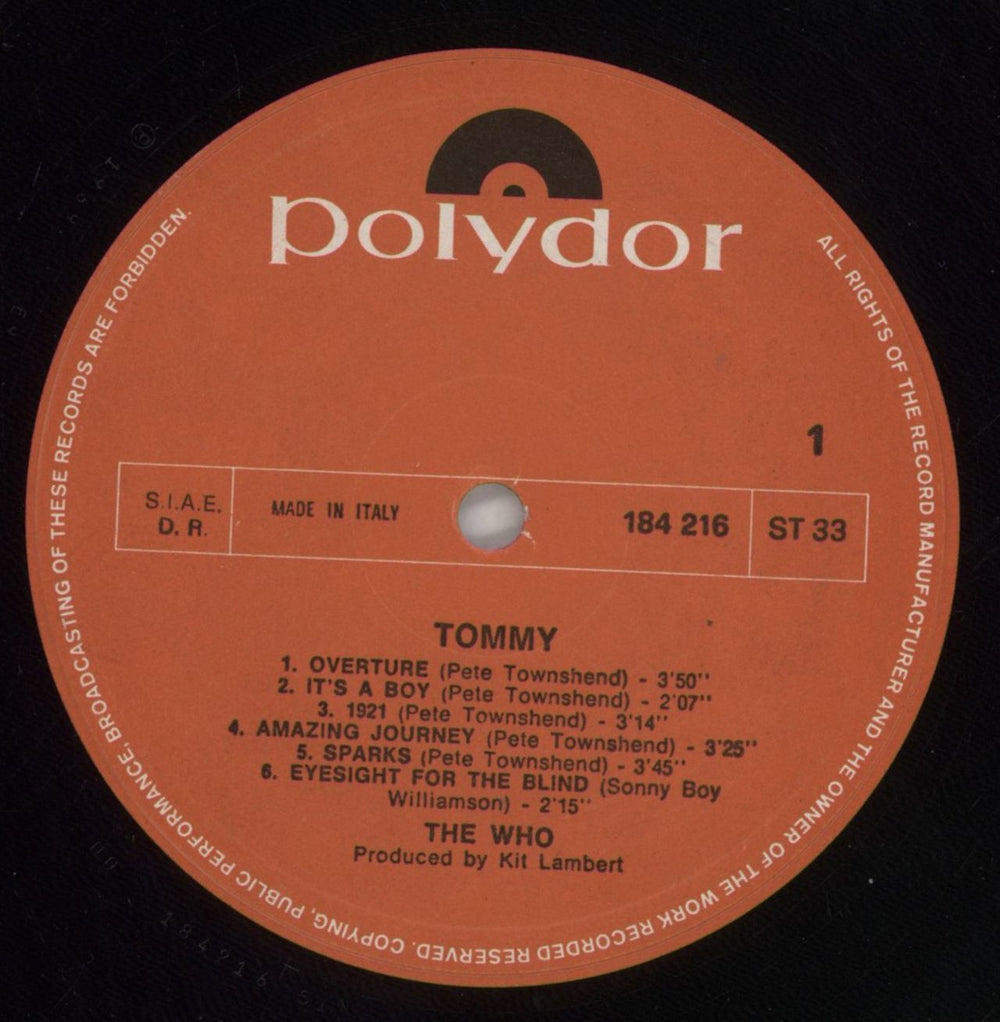 polydor
ALL RIGHTS OF THE RECORD MANUFACTURER AND THE OWNER OF THE WORK RECORDED RESERVED. COPYING, PUBLIC PERFORMANCE, BROADCASTING OF THESE RECORDS ARE FORBIDDEN.
1
S.I.A.E.
D. R.
MADE IN ITALY
184 216
ST 33
TOMMY
1. OVERTURE (Pete Townshend) - 3'50''
2. IT'S A BOY (Pete Townshend) - 2'07''
3. 1921 (Pete Townshend) - 3'14''
4. AMAZING JOURNEY (Pete Townshend) - 3'25''
5. SPARKS (Pete Townshend) - 3'45''
6. EYESIGHT FOR THE BLIND (Sonny Boy
Williamson) - 2'15''
THE WHO
Produced by Kit Lambert